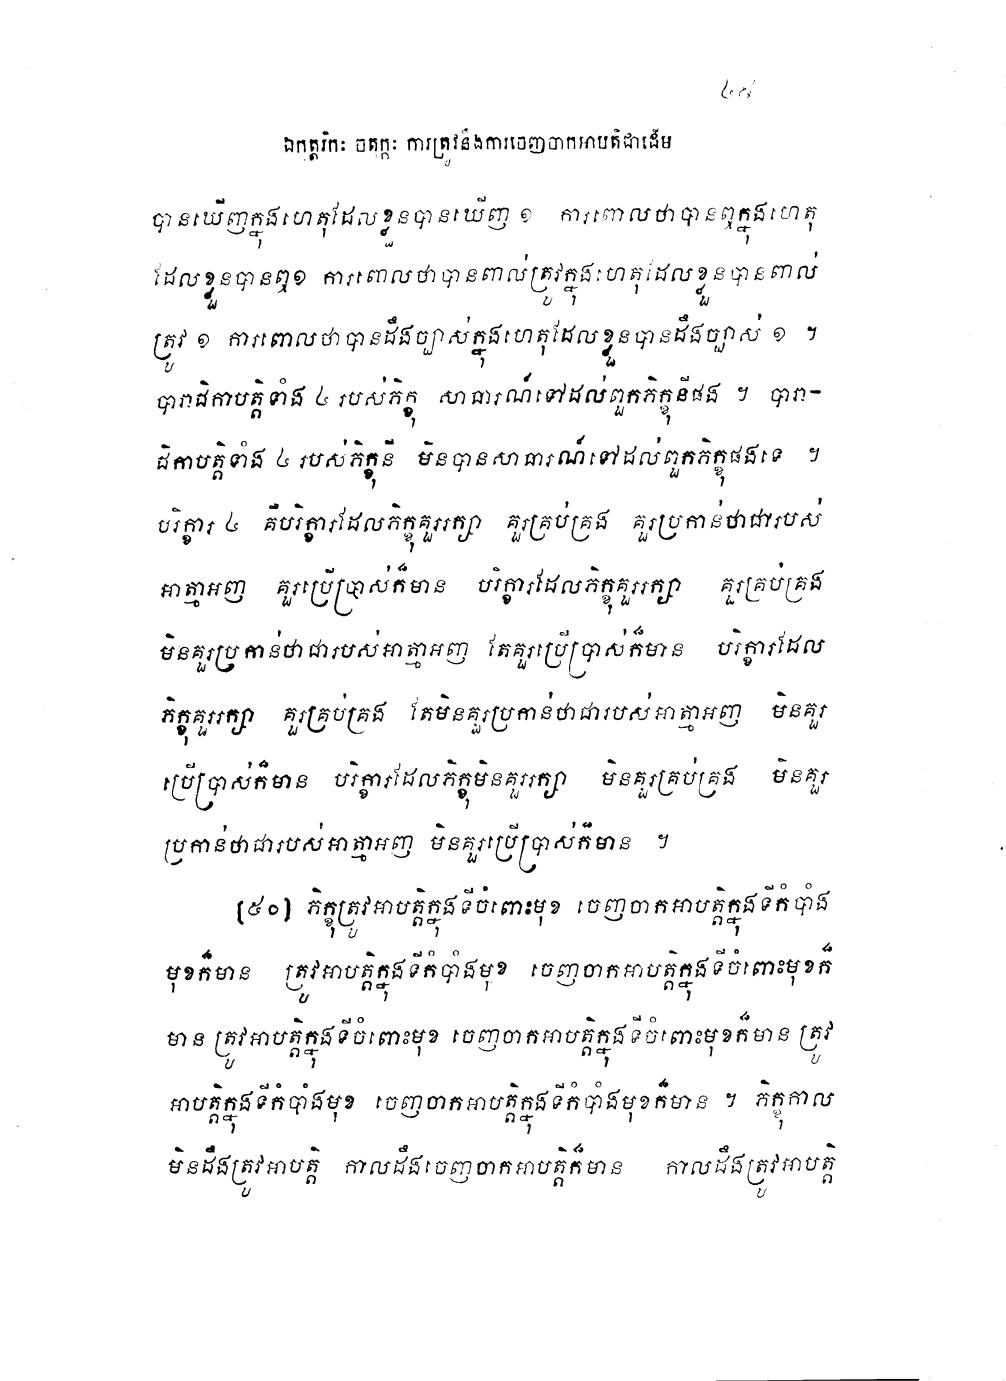 ៤៩
ឯកុត្តរិកៈ ចតុក្កៈ ការត្រូវនឹងការចេញចាកអាបតិជាដើម
បានឃើញក្នុងហេតុដែលខ្លួនបានឃើញ ១ ការពោលថាបានឮក្នុងហេតុ
ដែលខ្លួនបានឮ១ ការពោលថាបានពាល់ត្រូវក្នុងហេតុដែលខ្លួនបានពាល់
ត្រូវ ១ ការពោលថាបានដឹងច្បាស់ក្នុងហេតុដែលខ្លួនបានដឹងច្បាស់ ១ ។
បារាជិកាបត្តិទាំង ៤ របស់ភិក្ខុ សាធារណ៍ទៅដល់ពួកភិក្ខុនីផង ។ បារា-
ជិកាបត្តិទាំង ៤ របស់ភិក្ខុនី មិនបានសាធារណ៍ទៅដល់ពួកភិក្ខុផងទេ ។
បរិក្ខារ ៤ គឺបរិក្ខារដែលភិក្ខុគួររក្សា គួរគ្រប់គ្រង គួរប្រកាន់ថាជារបស់
អាត្មាអញ គួរប្រើប្រាស់ក៏មាន បរិក្ខារដែលភិក្ខុគួររក្សា គួរគ្រប់គ្រង
មិនគួរប្រកាន់ថាជារបស់អាត្មាអញ តែគួរប្រើប្រាស់ក៏មាន បរិក្ខារដែល
ភិក្ខុគួររក្សា គួរគ្រប់គ្រង តែមិនគួរប្រកាន់ថាជារបស់អាត្មាអញ មិនគួរ
ប្រើប្រាស់ក៏មាន បរិក្ខារដែលភិក្ខុមិនគួររក្សា មិនគួរគ្រប់គ្រង មិនគួរ
ប្រកាន់ថាជារបស់អាត្មាអញ មិនគួរប្រើប្រាស់ក៏មាន ។
[៥០] ភិក្ខុត្រូវអាបត្តិក្នុងទីចំពោះមុខ ចេញចាកអាបត្តិក្នុងទីកំបាំង
មុខក៏មាន ត្រូវអាបត្តិក្នុងទីកំបាំងមុខ ចេញចាកអាបត្តិក្នុងទីចំពោះមុខក៏
មាន ត្រូវអាបត្តិក្នុងទីចំពោះមុខ ចេញចាកអាបត្តិក្នុងទីចំពោះមុខក៏មាន ត្រូវ
អាបត្តិក្នុងទីកំបាំងមុខ ចេញចាកអាបត្តិក្នុងទីកំបាំងមុខក៏មាន ។ ភិក្ខុកាល
មិនដឹងត្រូវអាបត្តិ កាលដឹងចេញចាកអាបត្តិក៏មាន កាលដឹងត្រូវអាបត្តិ